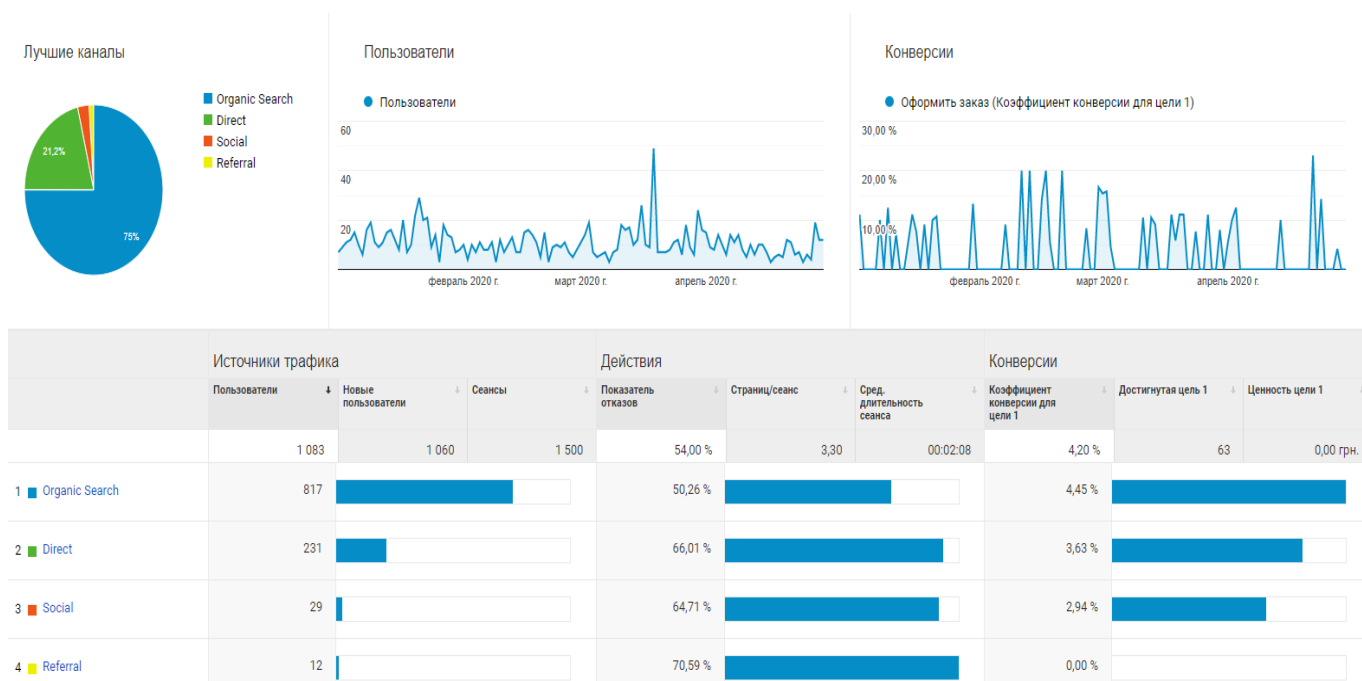 Лучшие каналы
Organic Search
Direct
Social
Referral
21,2%
75%
Пользователи
Пользователи
60
40
20
февраль 2020 г.
март 2020 г.
апрель 2020 г.
Конверсии
Оформить заказ (Коэффициент конверсии для цели 1)
30,00 %
20,00 %
10,00 %
февраль 2020 г.
март 2020 г.
апрель 2020 г.
Источники трафика Действия Конверсии
Пользователи Новые пользователи Сеансы Показатель отказов Страниц/сеанс Сред. длительность сеанса Коэффициент конверсии для цели 1 Достигнутая цель 1 Ценность цели 1
1 083 1 060 1 500 54,00 % 3,30 00:02:08 4,20 % 63 0,00 грн.
1 Organic Search 817 50,26 % 4,45 %
2 Direct 231 66,01 % 3,63 %
3 Social 29 64,71 % 2,94 %
4 Referral 12 70,59 % 0,00 %